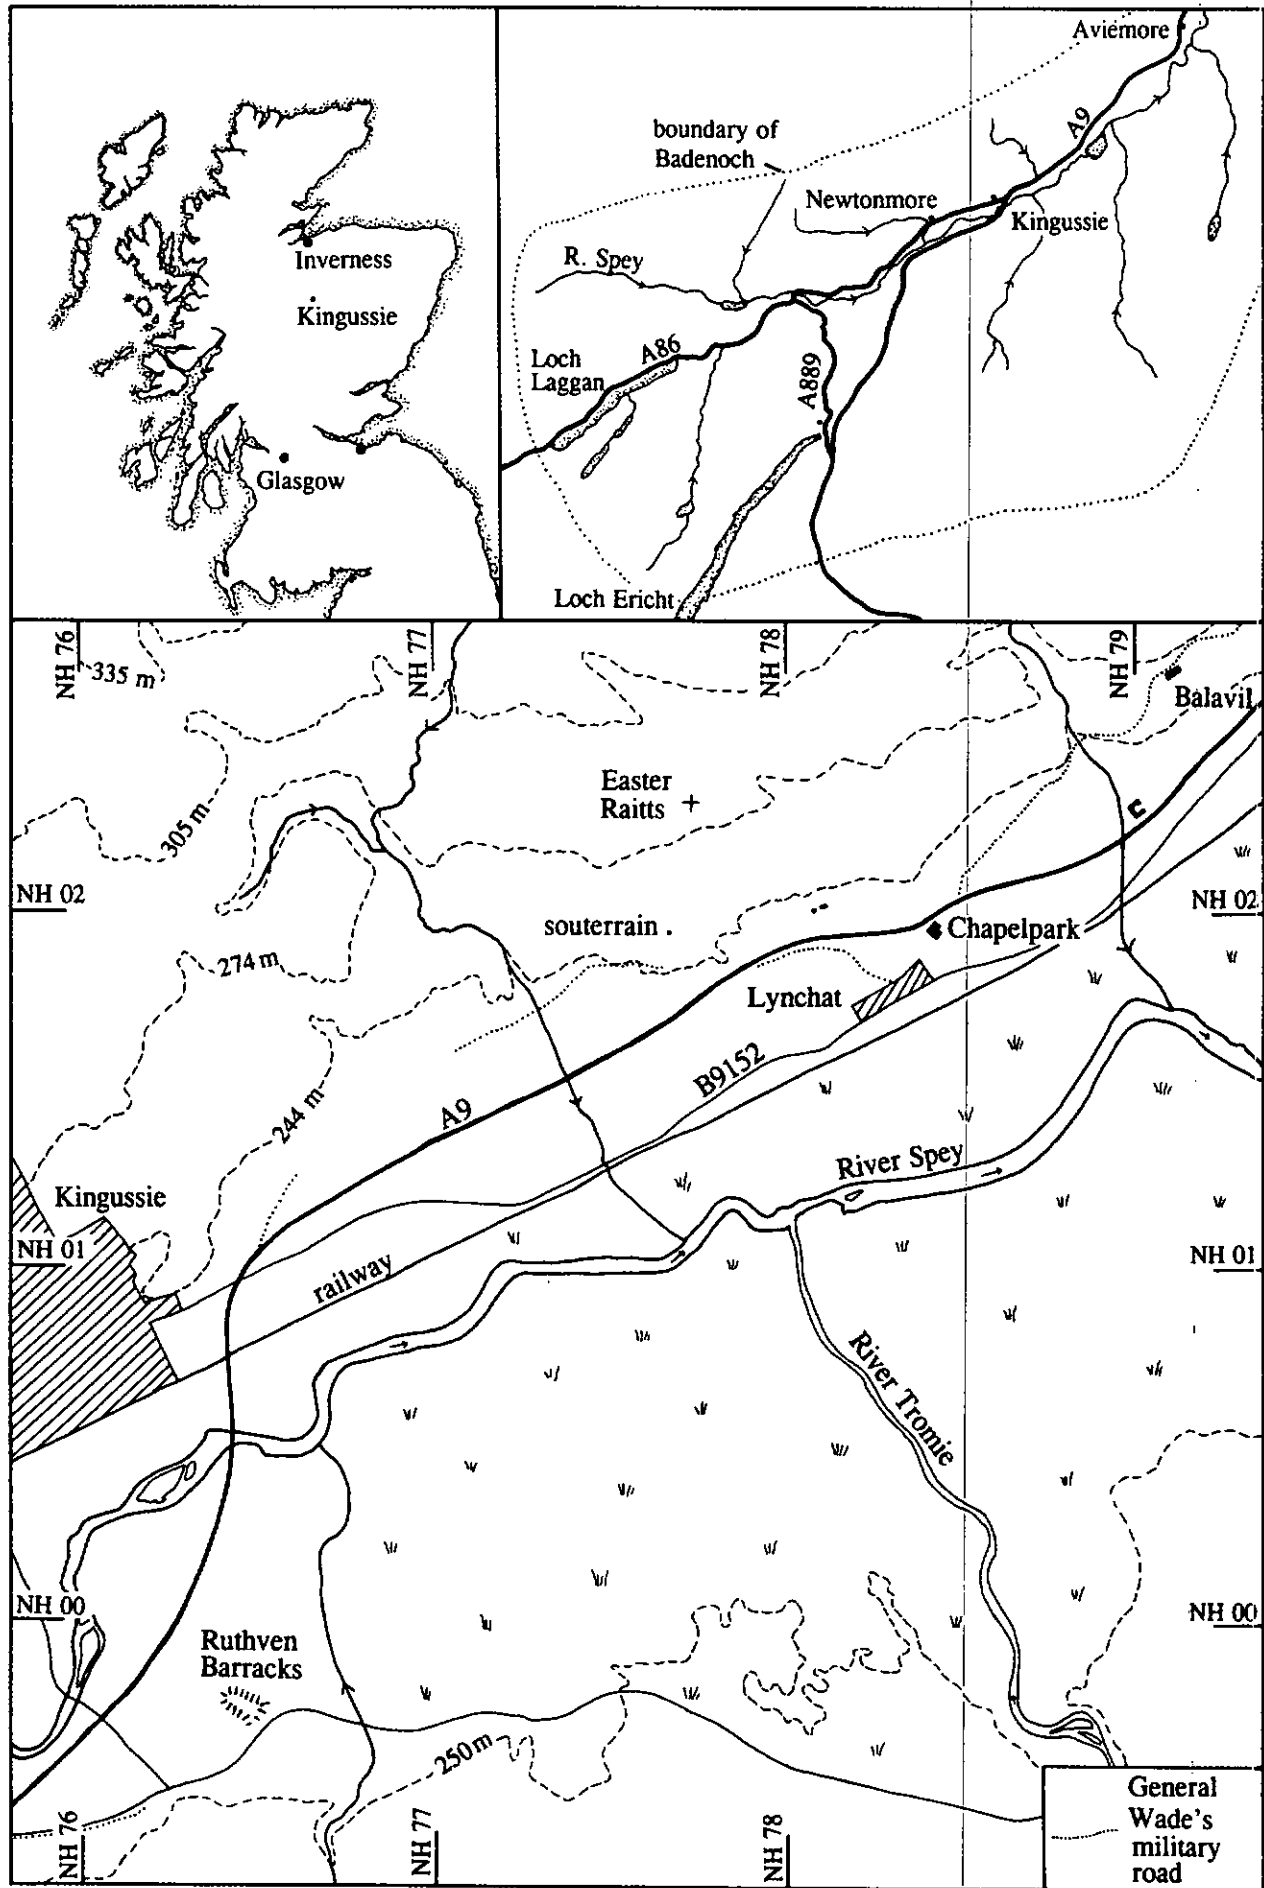 Inverness
Kingussie
Glasgow
Aviemore
A9
boundary of
Badenoch
Newtonmore
Kingussie
R. Spey
A86
Loch
Laggan
A889
Loch Ericht
NH 76
335 m
NH 77
NH 78
NH 79
Balavil
Easter
Raitts
305 m
NH 02
NH 02
souterrain
Chapelpark
274 m
Lynchat
B9152
A9
244 m
River Spey
Kingussie
NH 01
NH 01
railway
River Tromie
NH 00
NH 00
Ruthven
Barracks
250 m
NH 76
NH 77
NH 78
General
Wade's
military
road